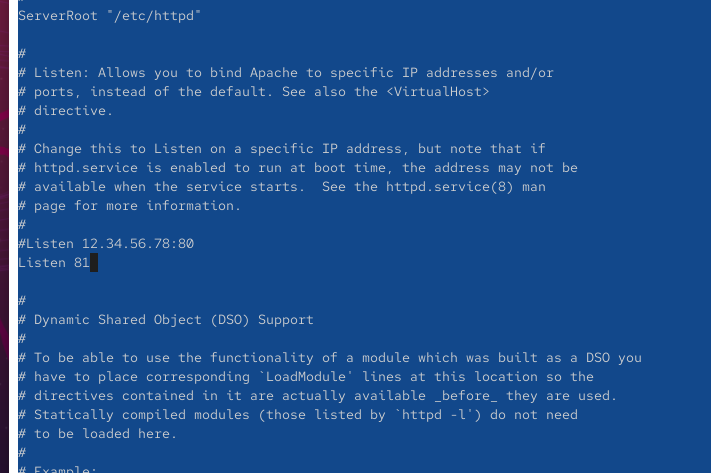 ServerRoot "/etc/httpd"
#
# Listen: Allows you to bind Apache to specific IP addresses and/or
# ports, instead of the default. See also the <VirtualHost>
# directive.
#
# Change this to Listen on a specific IP address, but note that if
# httpd.service is enabled to run at boot time, the address may not be
# available when the service starts.  See the httpd.service(8) man
# page for more information.
#
#Listen 12.34.56.78:80
Listen 81
#
# Dynamic Shared Object (DSO) Support
#
# To be able to use the functionality of a module which was built as a DSO you
# have to place corresponding `LoadModule' lines at this location so the
# directives contained in it are actually available _before_ they are used.
# Statically compiled modules (those listed by `httpd -l') do not need
# to be loaded here.
#
# Example: